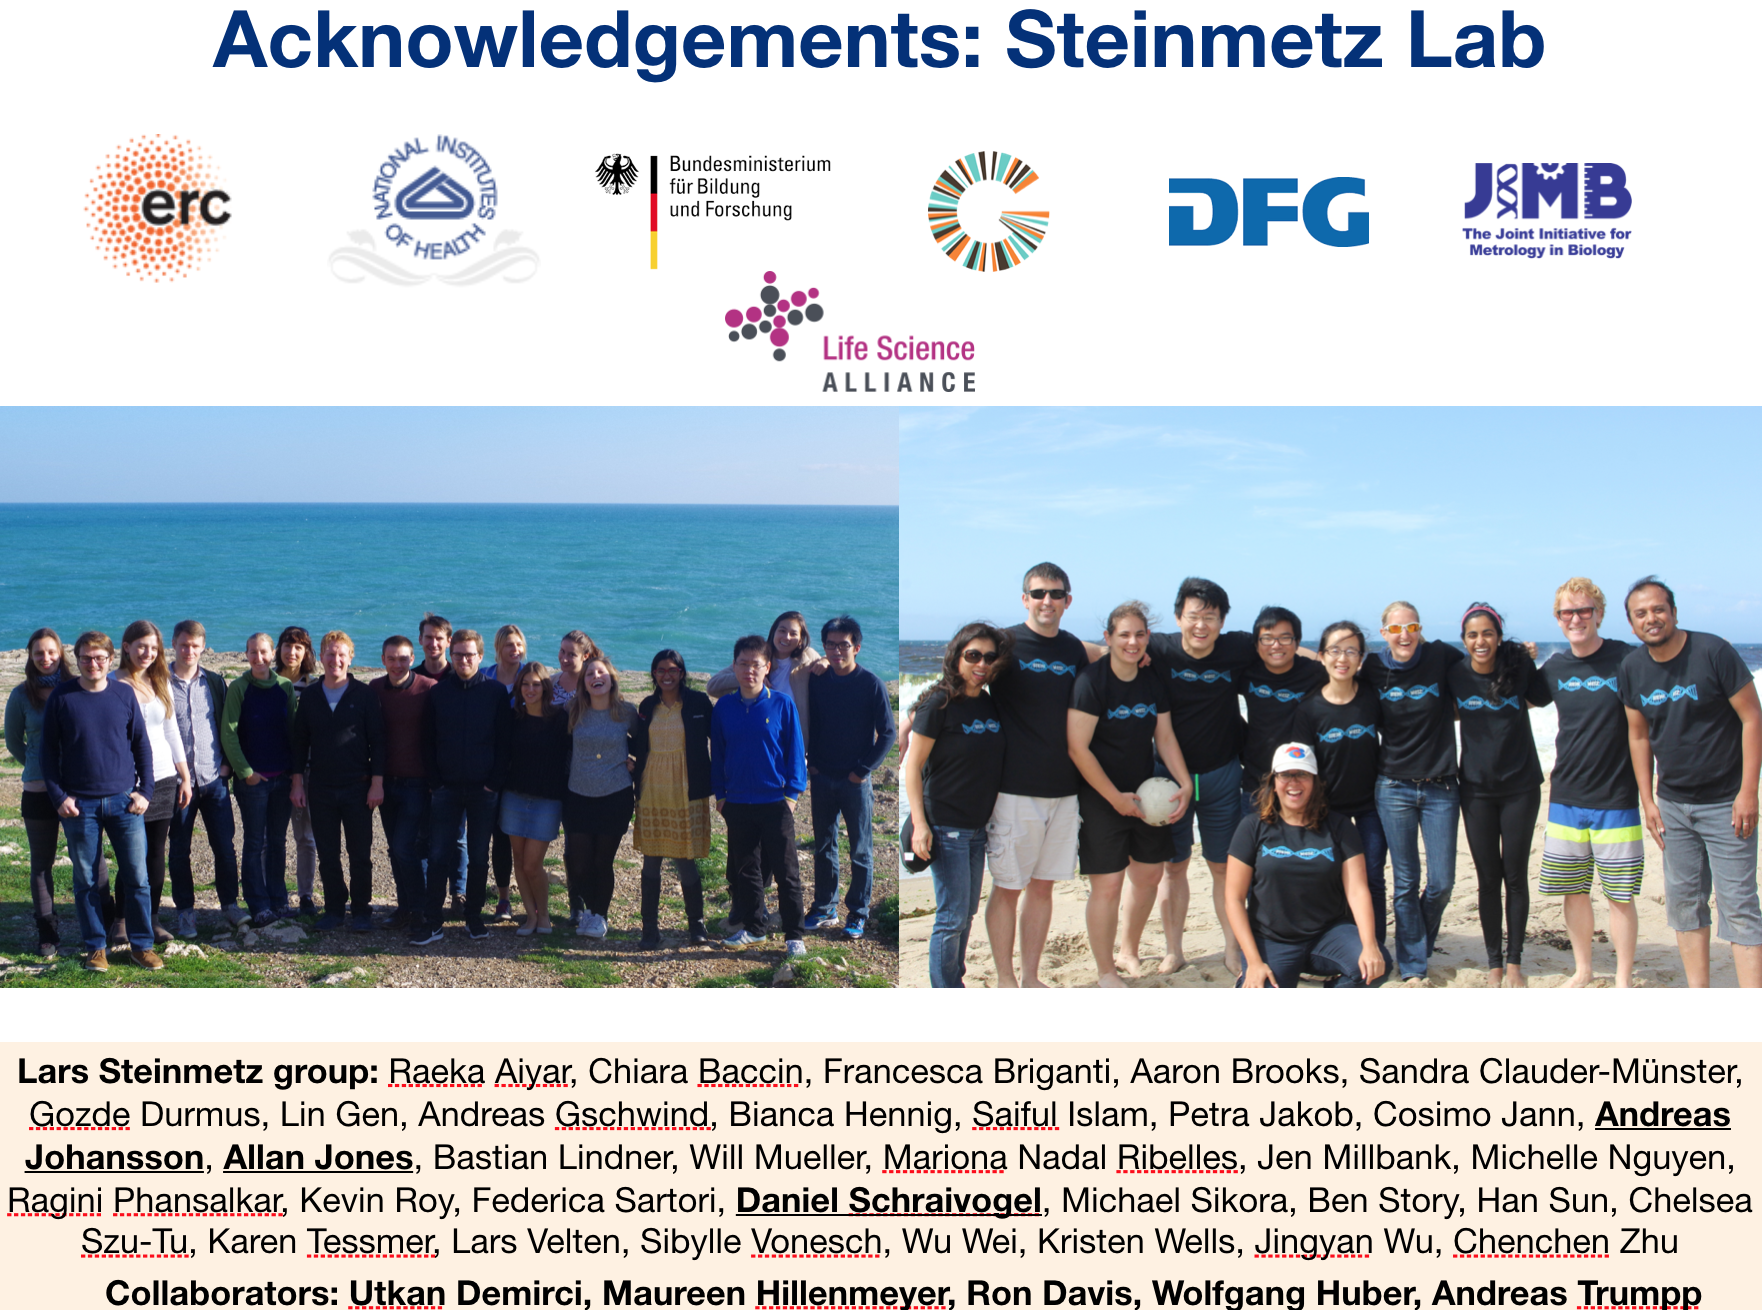 Acknowledgements: Steinmetz Lab
erc
NATIONAL INSTITUTES
OF HEALTH
Bundesministerium
für Bildung
und Forschung
DFG
JIMB
The Joint Initiative for
Metrology in Biology
Life Science
ALLIANCE
Lars Steinmetz group: Raeka Aiyar, Chiara Baccin, Francesca Briganti, Aaron Brooks, Sandra Clauder-Münster,
Gozde Durmus, Lin Gen, Andreas Gschwind, Bianca Hennig, Saiful Islam, Petra Jakob, Cosimo Jann, Andreas
Johansson, Allan Jones, Bastian Lindner, Will Mueller, Mariona Nadal Ribelles, Jen Millbank, Michelle Nguyen,
Ragini Phansalkar, Kevin Roy, Federica Sartori, Daniel Schraivogel, Michael Sikora, Ben Story, Han Sun, Chelsea
Szu-Tu, Karen Tessmer, Lars Velten, Sibylle Vonesch, Wu Wei, Kristen Wells, Jingyan Wu, Chenchen Zhu
Collaborators: Utkan Demirci, Maureen Hillenmeyer, Ron Davis, Wolfgang Huber, Andreas Trumpp